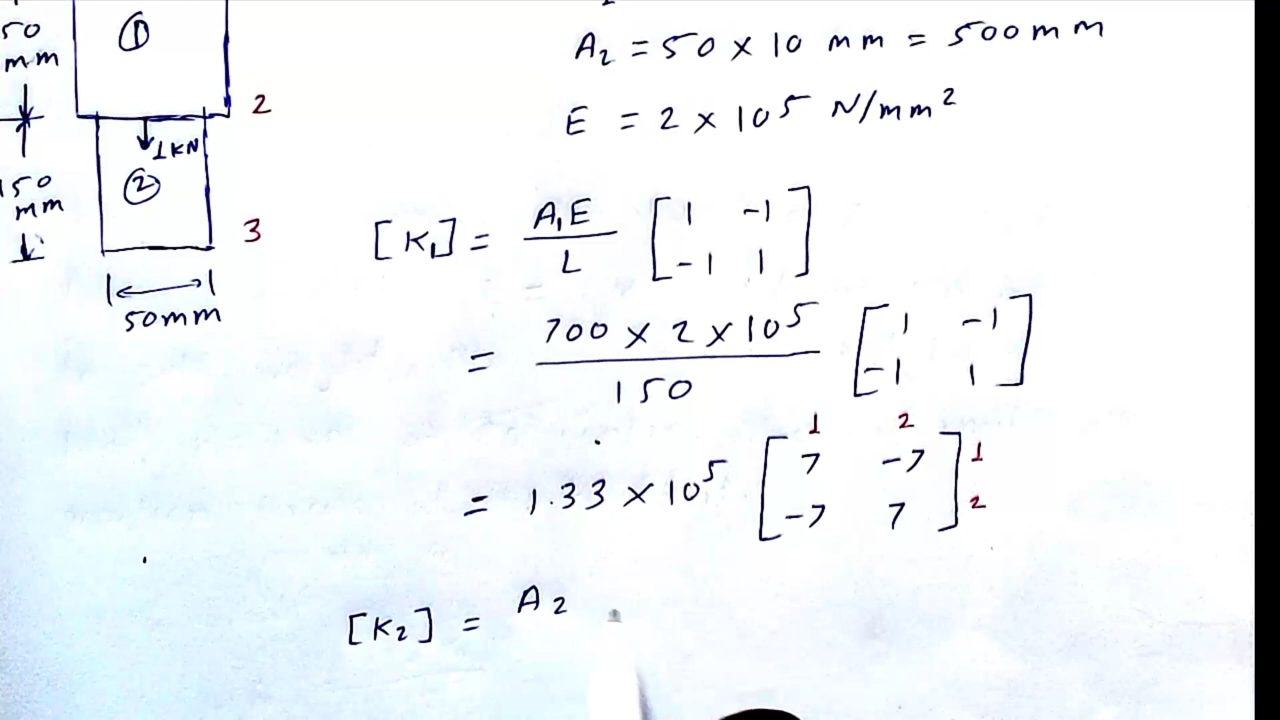 50
mm
①
2
↓1KN
150
mm
②
3
50mm
A₂ = 50 × 10 mm = 500mm
E = 2 × 10⁵ N/mm²
[K₁] = A₁E / L [1 -1
-1 1]
= 700 × 2 × 10⁵ / 150 [1 -1
-1 1]
1 2
= 1.33 × 10⁵ [7 -7] 1
[-7 7] 2
[K₂] = A₂